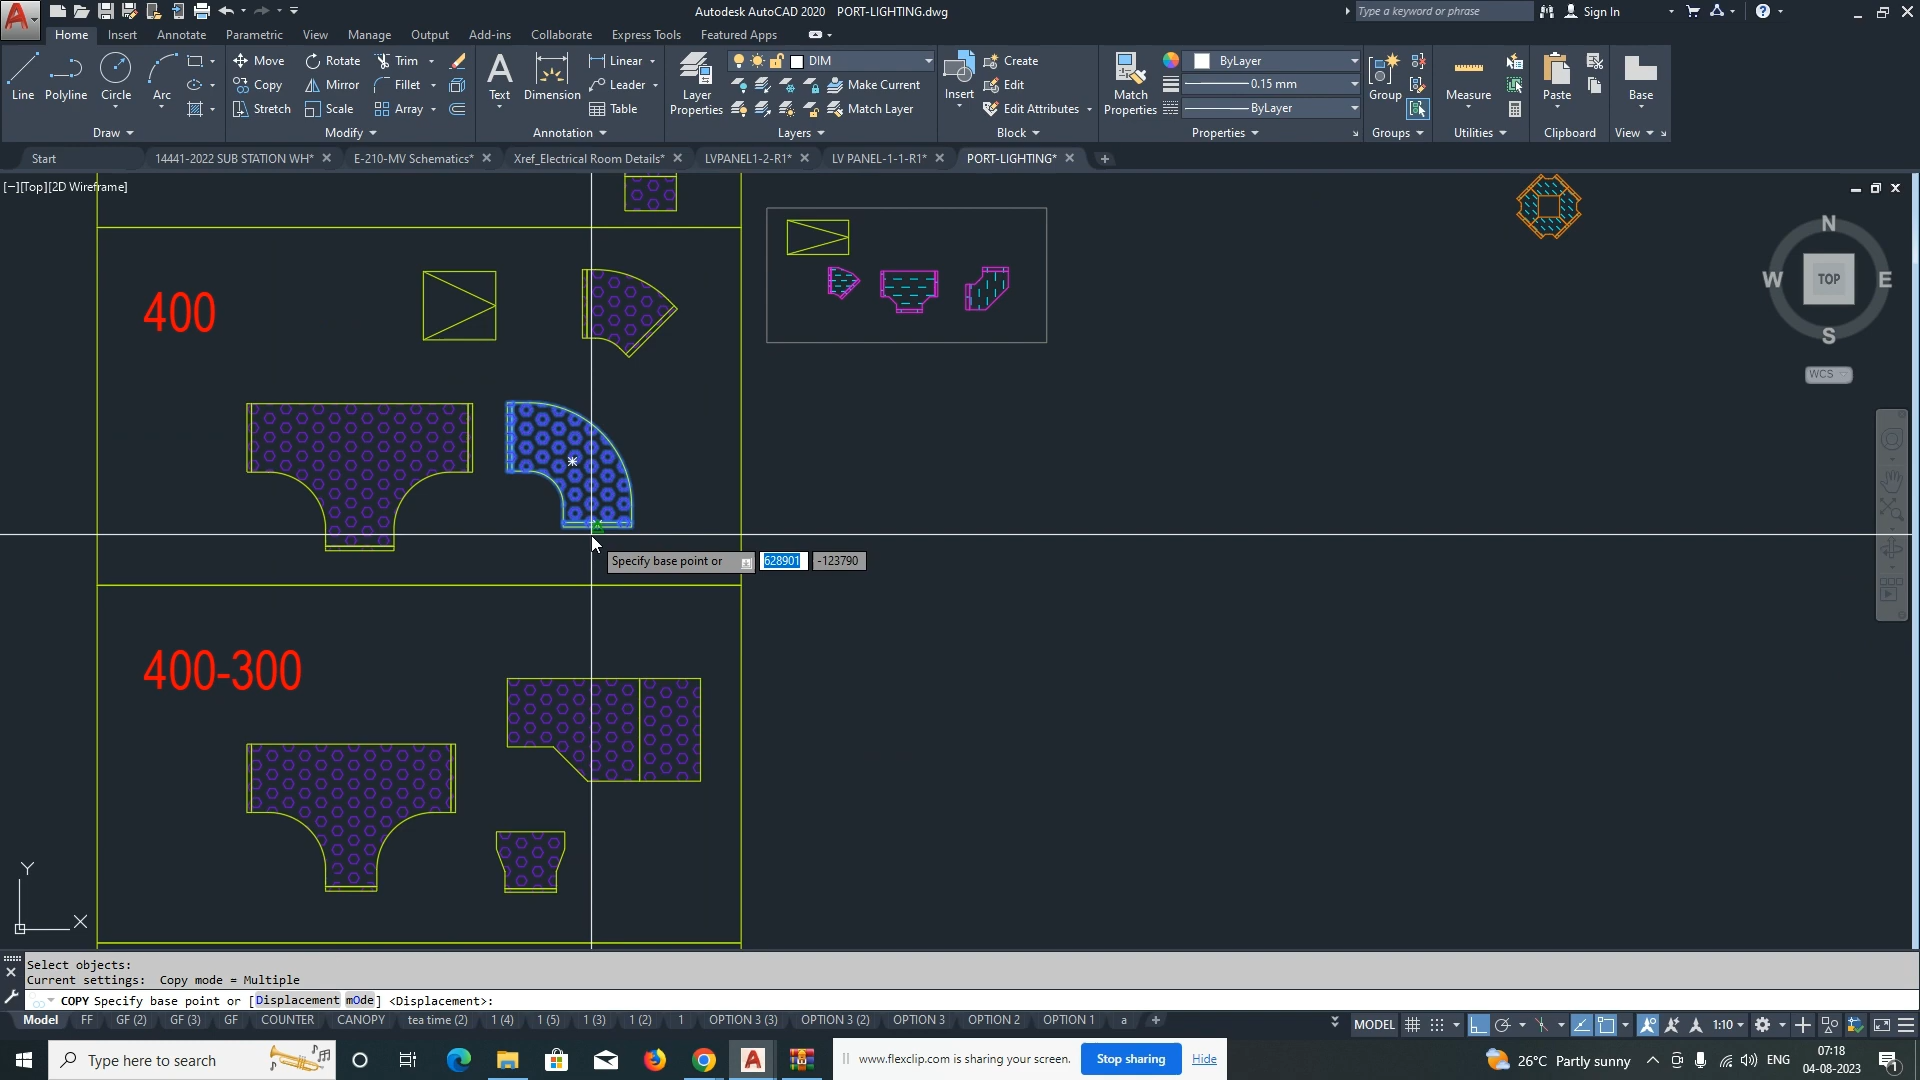 Autodesk AutoCAD 2020 PORT-LIGHTING.dwg
Type a keyword or phrase
Sign In
Home Insert Annotate Parametric View Manage Output Add-ins Collaborate Express Tools Featured Apps
Line Polyline Circle Arc
Move Rotate Trim
Copy Mirror Fillet
Stretch Scale Array
Text Dimension
Linear
Leader
Table
Layer Properties
DIM
Make Current
Match Layer
Insert
Create
Edit
Edit Attributes
Match Properties
ByLayer
0.15 mm
ByLayer
Group
Measure
Paste
Base
Draw Modify Annotation Layers Block Properties Groups Utilities Clipboard View
Start 14441-2022 SUB STATION WH* E-210-MV Schematics* Xref_Electrical Room Details* LVPANEL1-2-R1* LV PANEL-1-1-R1* PORT-LIGHTING*
[−][Top][2D Wireframe]
N
W TOP E
S
WCS
400
Specify base point or 628901 -123790
400-300
Y
X
Select objects:
Current settings: Copy mode = Multiple
COPY Specify base point or [Displacement mOde] <Displacement>:
Model FF GF (2) GF (3) GF COUNTER CANOPY tea time (2) 1 (4) 1 (5) 1 (3) 1 (2) 1 OPTION 3 (3) OPTION 3 (2) OPTION 3 OPTION 2 OPTION 1 a
MODEL 1:10
Type here to search
www.flexclip.com is sharing your screen. Stop sharing Hide
26°C Partly sunny
ENG
07:18
04-08-2023
1